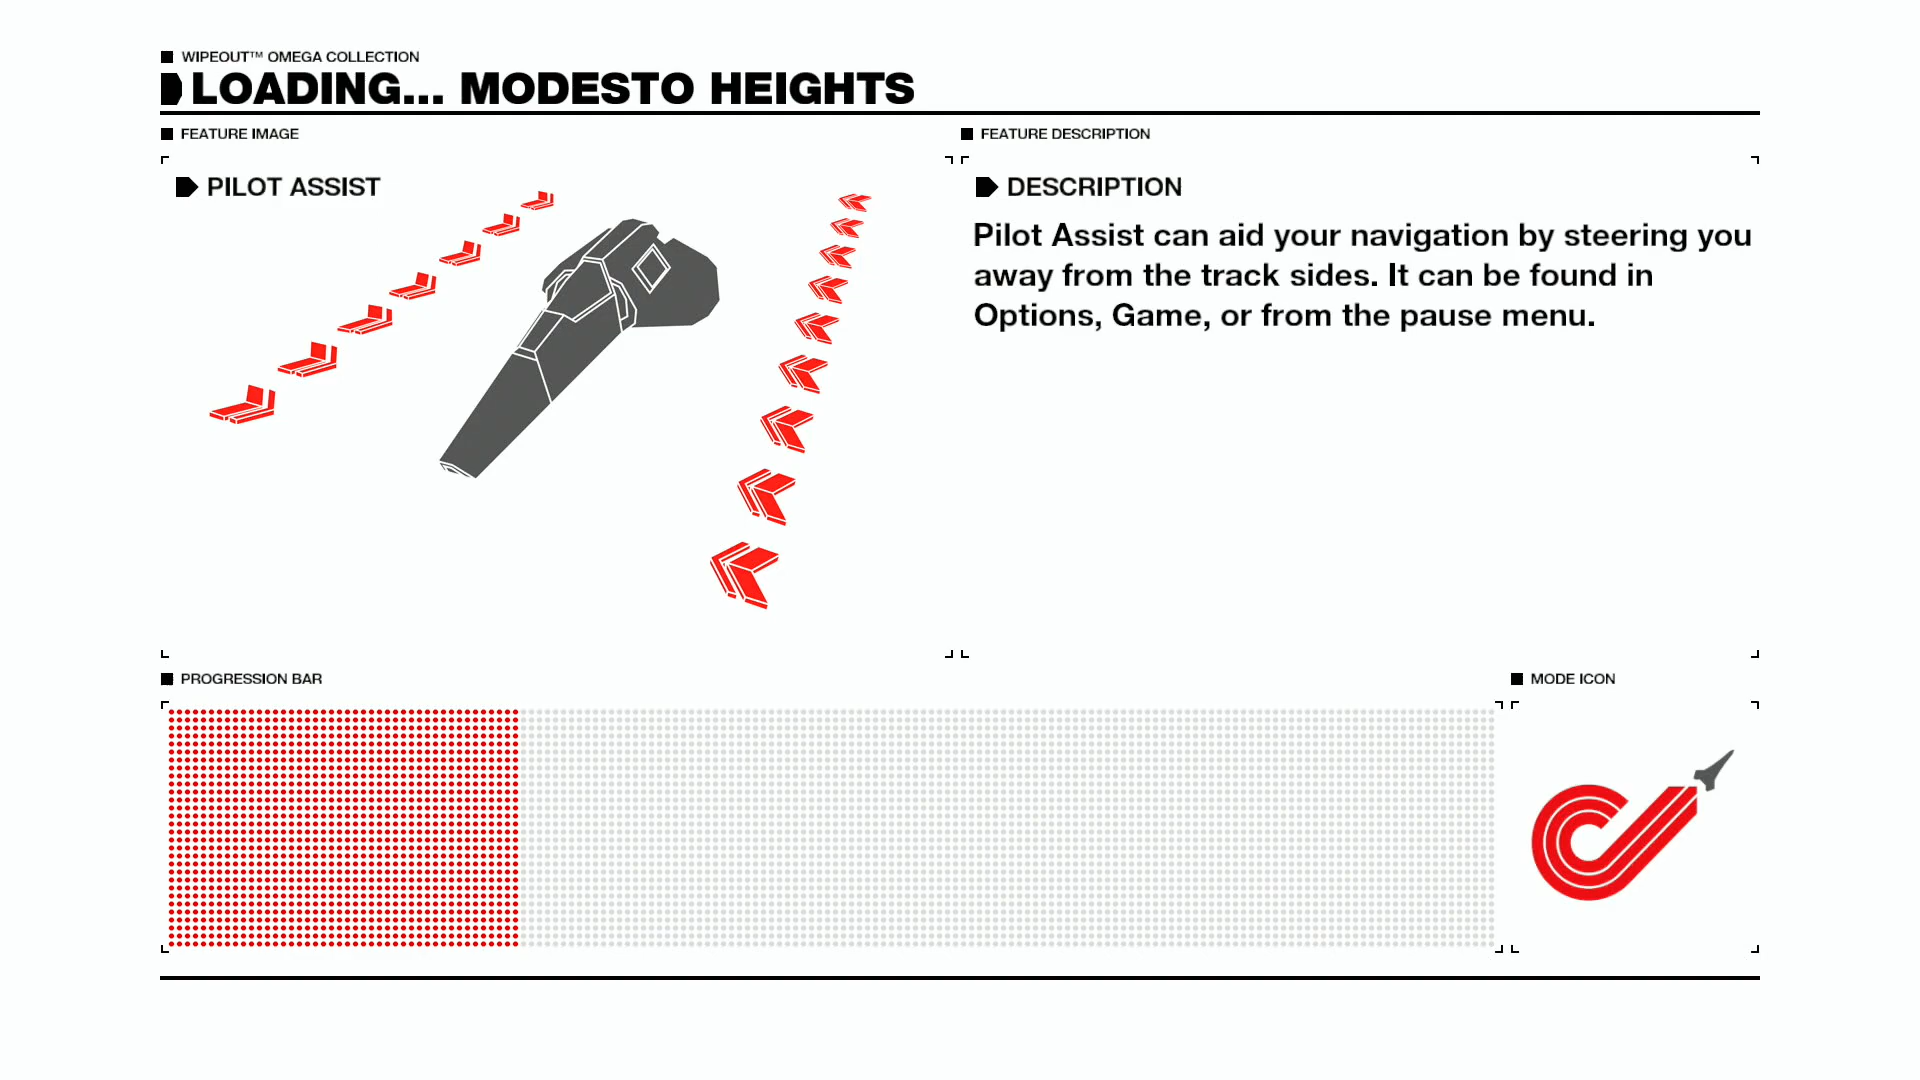 WIPEOUT™ OMEGA COLLECTION
LOADING... MODESTO HEIGHTS
FEATURE IMAGE
PILOT ASSIST
FEATURE DESCRIPTION
DESCRIPTION
Pilot Assist can aid your navigation by steering you
away from the track sides. It can be found in
Options, Game, or from the pause menu.
PROGRESSION BAR
MODE ICON